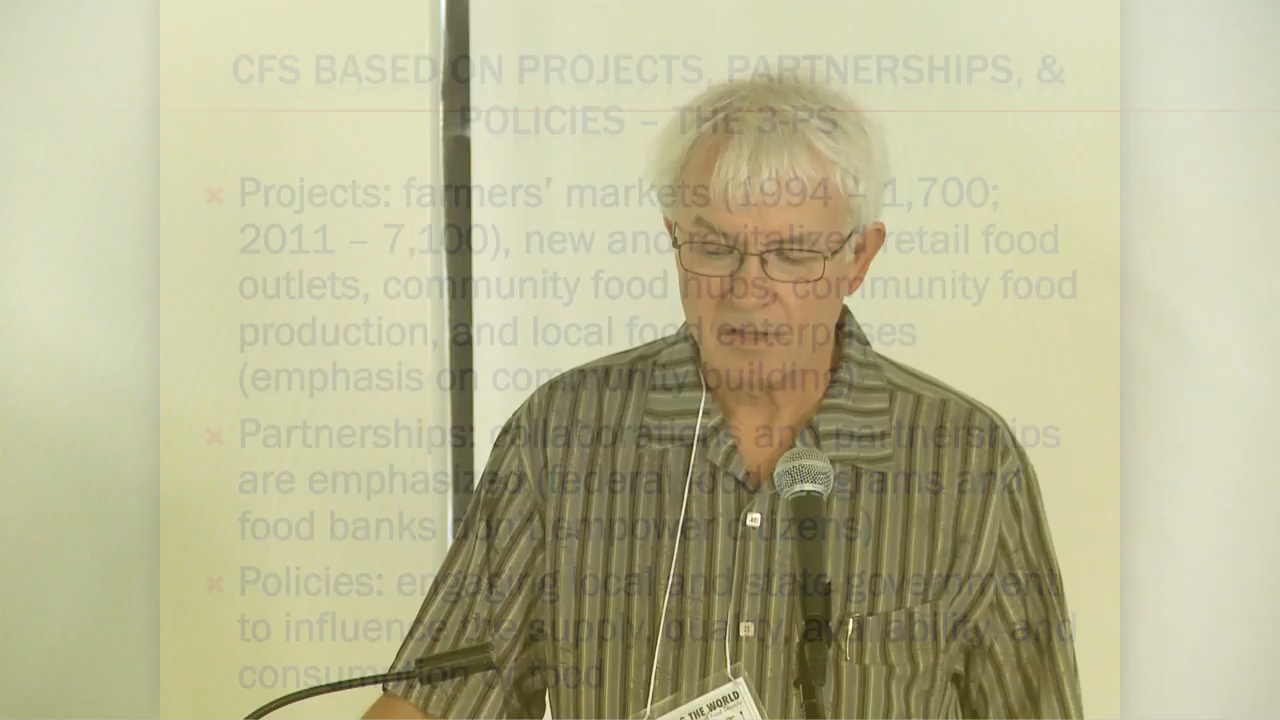 CFS BASED ON PROJECTS, PARTNERSHIPS, &
POLICIES – THE 3 PS
Projects: farmers’ markets (1994 – 1,700;
2011 – 7,100), new and retail food
outlets, community food hubs, community food
production, and local food enterprises
(emphasis on community building)
Partnerships: collaborations and partnerships
are emphasized (federal food programs and
food banks don’t empower citizens)
Policies: engaging local and state government
to influence the supply, quality, availability, and
consumption of food
THE WORLD